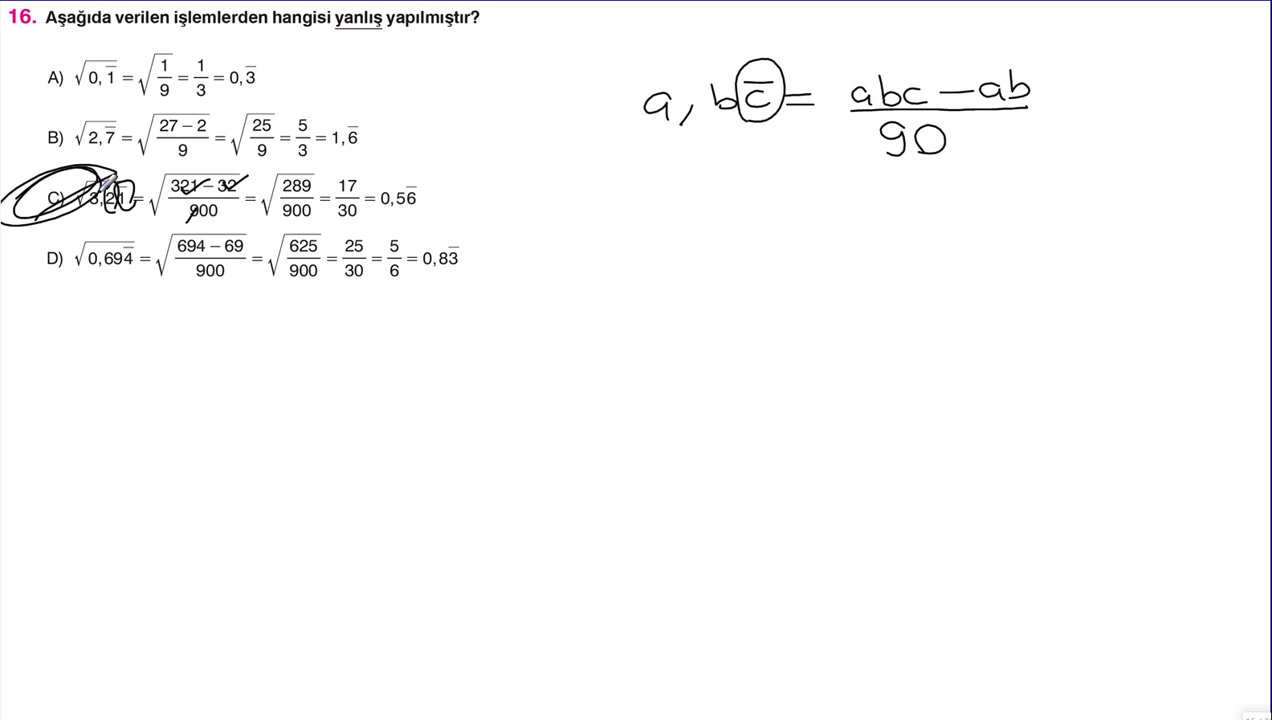 16. Aşağıda verilen işlemlerden hangisi yanlış yapılmıştır?
A) √0,1̅ = √(1/9) = 1/3 = 0,3̅
B) √2,7̅ = √((27 − 2)/9) = √(25/9) = 5/3 = 1,6̅
C) √3,21̅ = √((321 − 32)/900) = √(289/900) = 17/30 = 0,56̅
D) √0,694̅ = √((694 − 69)/900) = √(625/900) = 25/30 = 5/6 = 0,83̅
a, bc̅ = (abc − ab)/90